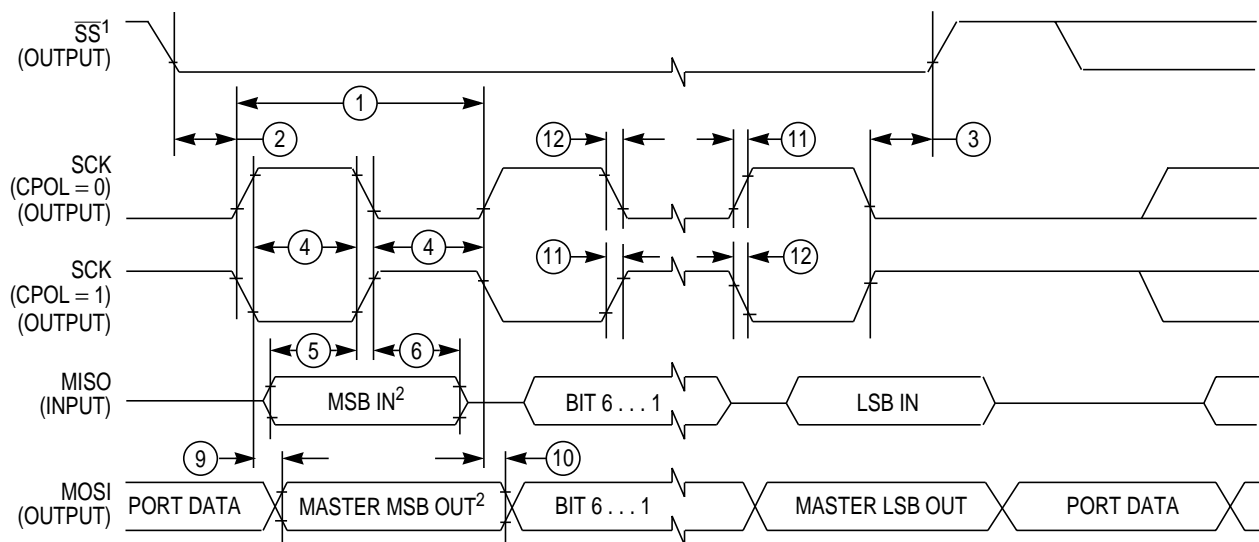 SS¹
(OUTPUT)
1
2
12
11
3
SCK
(CPOL = 0)
(OUTPUT)
4
4
11
12
SCK
(CPOL = 1)
(OUTPUT)
5
6
MISO
(INPUT)
MSB IN²
BIT 6 . . . 1
LSB IN
9
10
MOSI
(OUTPUT)
PORT DATA
MASTER MSB OUT²
BIT 6 . . . 1
MASTER LSB OUT
PORT DATA